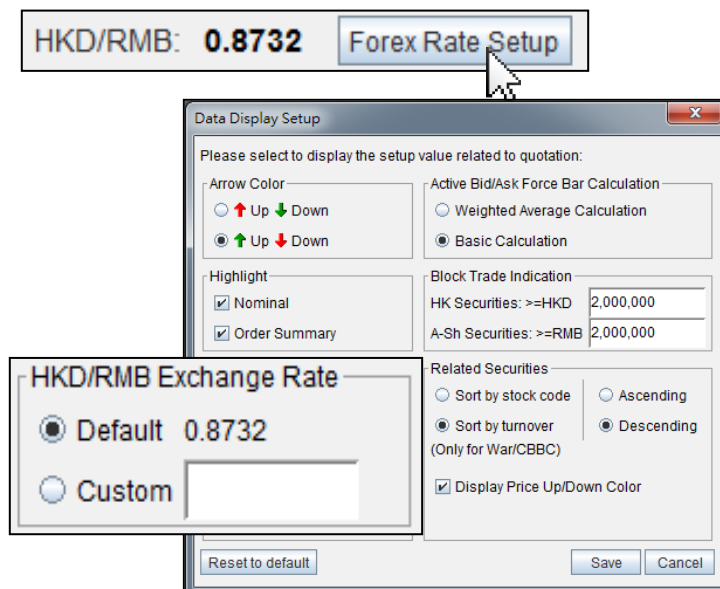 HKD/RMB: 0.8732 Forex Rate Setup
Data Display Setup
Please select to display the setup value related to quotation:
Arrow Color
Up Down
Up Down
Active Bid/Ask Force Bar Calculation
Weighted Average Calculation
Basic Calculation
Highlight
Nominal
Order Summary
Block Trade Indication
HK Securities: >=HKD 2,000,000
A-Sh Securities: >=RMB 2,000,000
HKD/RMB Exchange Rate
Default 0.8732
Custom
Related Securities
Sort by stock code Ascending
Sort by turnover Descending
(Only for War/CBBC)
Display Price Up/Down Color
Reset to default Save Cancel